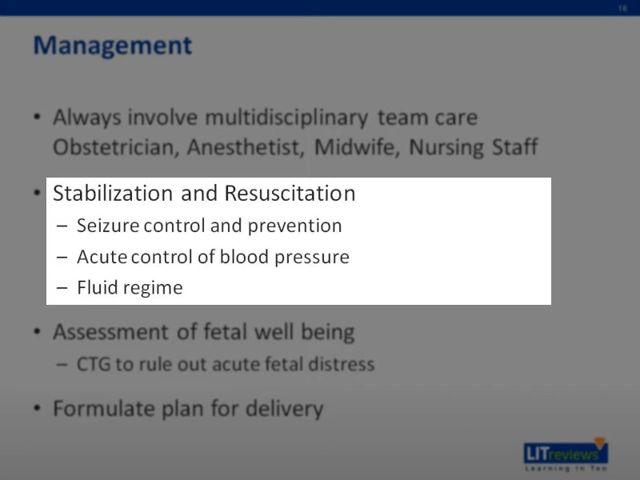 18
Management
• Always involve multidisciplinary team care
Obstetrician, Anesthetist, Midwife, Nursing Staff
• Stabilization and Resuscitation
– Seizure control and prevention
– Acute control of blood pressure
– Fluid regime
• Assessment of fetal well being
– CTG to rule out acute fetal distress
• Formulate plan for delivery
LITreviews
Learning in Ten